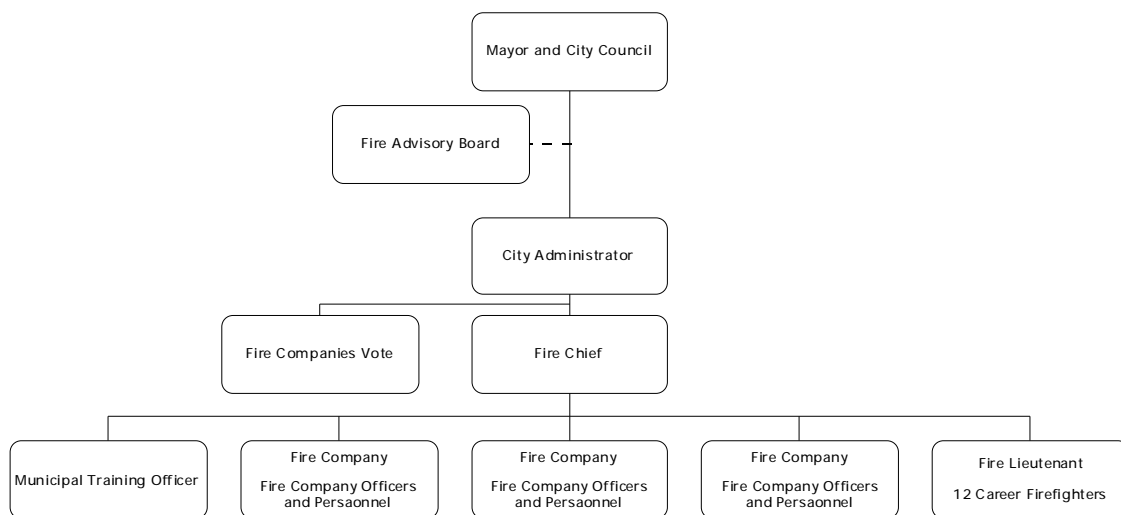 Mayor and City Council
Fire Advisory Board
City Administrator
Fire Companies Vote
Fire Chief
Municipal Training Officer
Fire Company
Fire Company Officers
and Persaonnel
Fire Company
Fire Company Officers
and Persaonnel
Fire Company
Fire Company Officers
and Persaonnel
Fire Lieutenant
12 Career Firefighters